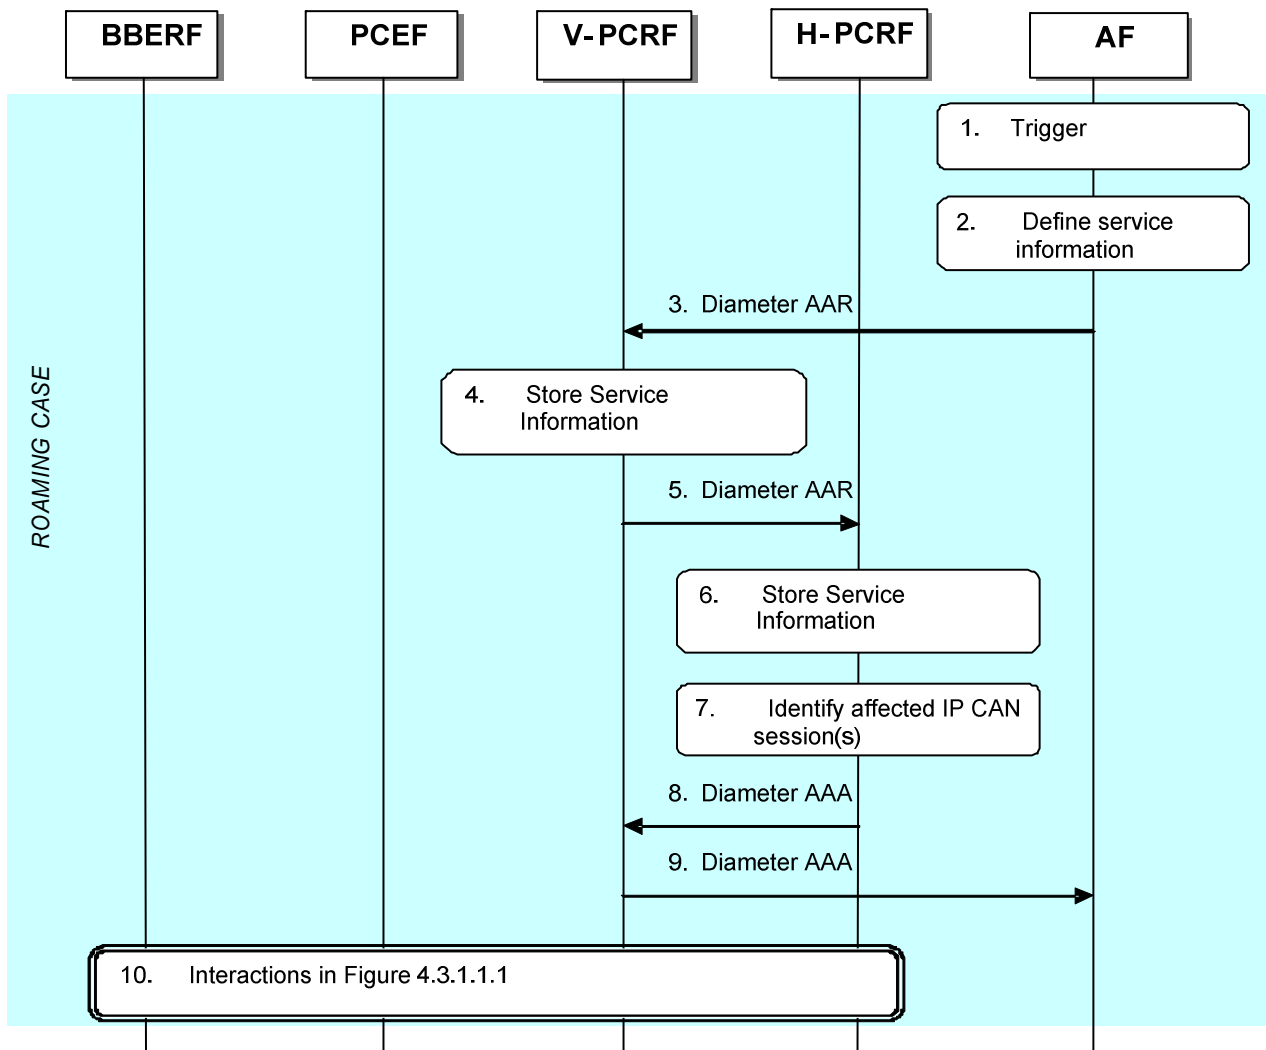 BBERF
PCEF
V-PCRF
H-PCRF
AF
1. Trigger
2. Define service
information
3. Diameter AAR
ROAMING CASE
4. Store Service
Information
5. Diameter AAR
6. Store Service
Information
7. Identify affected IP CAN
session(s)
8. Diameter AAA
9. Diameter AAA
10. Interactions in Figure 4.3.1.1.1